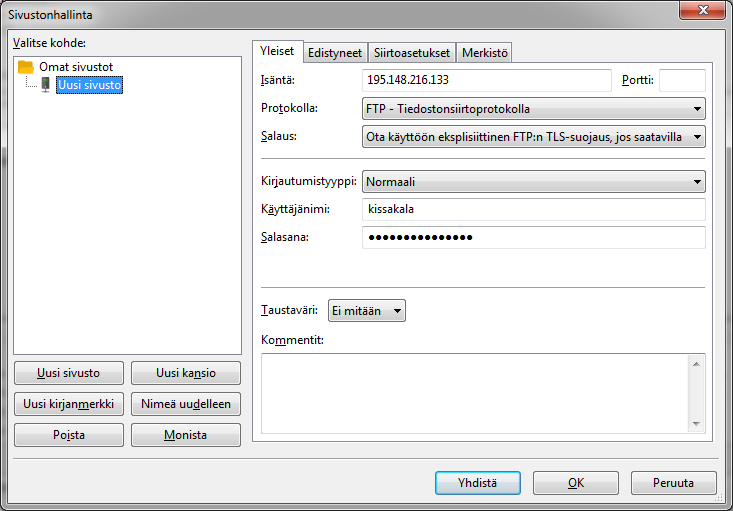 Sivustonhallinta
Valitse kohde:
Omat sivustot
Uusi sivusto
Uusi sivusto
Uusi kansio
Uusi kirjanmerkki
Nimeä uudelleen
Poista
Monista
Yleiset
Edistyneet
Siirtoasetukset
Merkistö
Isäntä:
195.148.216.133
Portti:
Protokolla:
FTP - Tiedostonsiirtoprotokolla
Salaus:
Ota käyttöön eksplisiittinen FTP:n TLS-suojaus, jos saatavilla
Kirjautumistyyppi:
Normaali
Käyttäjänimi:
kissakala
Salasana:
●●●●●●●●●●●●●●●
Taustaväri:
Ei mitään
Kommentit:
Yhdistä
OK
Peruuta